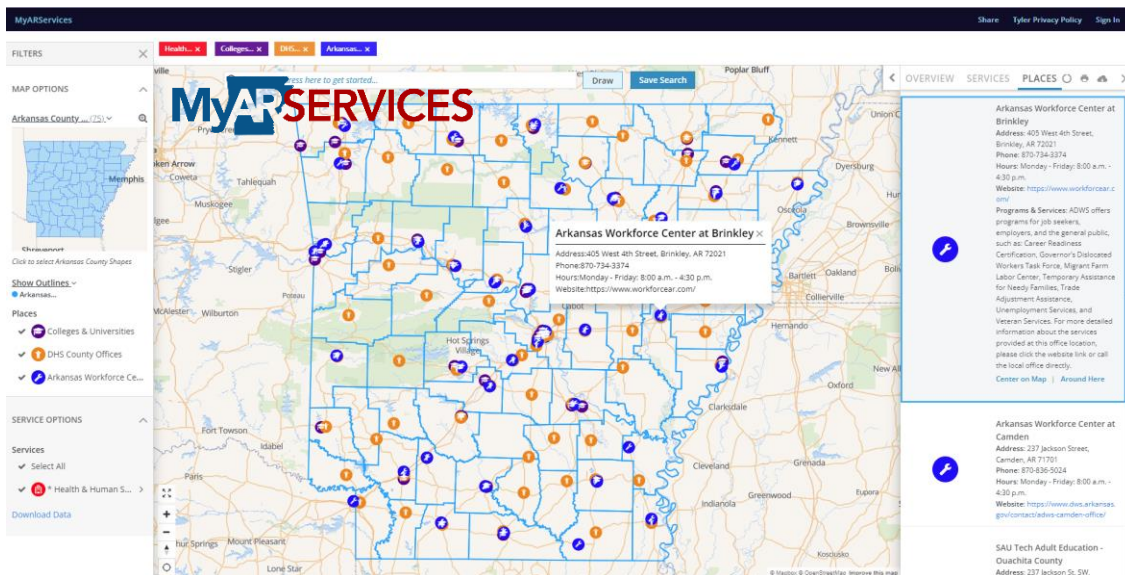 MyARServices
Share Tyler Privacy Policy Sign In
FILTERS
Health... x Colleges... x DHS... x Arkansas... x
MAP OPTIONS
Arkansas County ... (75)
Memphis
Shreveport
Click to select Arkansas County Shapes
Show Outlines
Arkansas...
Places
Colleges & Universities
DHS County Offices
Arkansas Workforce Ce...
SERVICE OPTIONS
Services
Select All
* Health & Human S...
Download Data
here to get started...
Draw
Save Search
MyARSERVICES
Poplar Bluff
Union C
Kennett
Dyersburg
ken Arrow
Coweta
Tahlequah
Muskogee
Osceola
Brownsville
Stigler
Bartlett Oakland
Collierville
Poteau
McAlester Wilburton
Cabot
Hernando
Hot Springs
Village
New Al
Oxford
Clarksdale
Fort Towson
Idabel
Cleveland
Grenada
Paris
Greenwood
Eupora
Indianola
Mount Pleasant
hur Springs
Kosciusko
Lone Star
© Mapbox © OpenStreetMap Improve this map
Arkansas Workforce Center at Brinkley
Address:405 West 4th Street, Brinkley, AR 72021
Phone:870-734-3374
Hours:Monday - Friday: 8:00 a.m. - 4:30 p.m.
Website:https://www.workforcear.com/
OVERVIEW SERVICES PLACES
Arkansas Workforce Center at
Brinkley
Address: 405 West 4th Street,
Brinkley, AR 72021
Phone: 870-734-3374
Hours: Monday - Friday: 8:00 a.m. -
4:30 p.m.
Website: https://www.workforcear.c
om/
Programs & Services: ADWS offers
programs for job seekers,
employers, and the general public,
such as: Career Readiness
Certification, Governor's Dislocated
Workers Task Force, Migrant Farm
Labor Center, Temporary Assistance
for Needy Families, Trade
Adjustment Assistance,
Unemployment Services, and
Veteran Services. For more detailed
information about the services
provided at this office location,
please click the website link or call
the local office directly.
Center on Map | Around Here
Arkansas Workforce Center at
Camden
Address: 237 Jackson Street,
Camden, AR 71701
Phone: 870-836-5024
Hours: Monday - Friday: 8:00 a.m. -
4:30 p.m.
Website: https://www.dws.arkansas.
gov/contact/adws-camden-office/
SAU Tech Adult Education -
Ouachita County
Address: 237 Jackson St. SW,